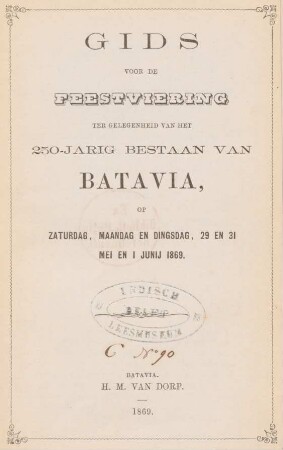 GIDS
VOOR DE
FEESTVIERING
TER GELEGENHEID VAN HET
250-JARIG BESTAAN VAN
BATAVIA,
OP
ZATURDAG, MAANDAG EN DINGSDAG, 29 EN 31
MEI EN 1 JUNIJ 1869.
INDISCH
LEESMUSEUM
C No 90
BATAVIA.
H. M. VAN DORP.
1869.